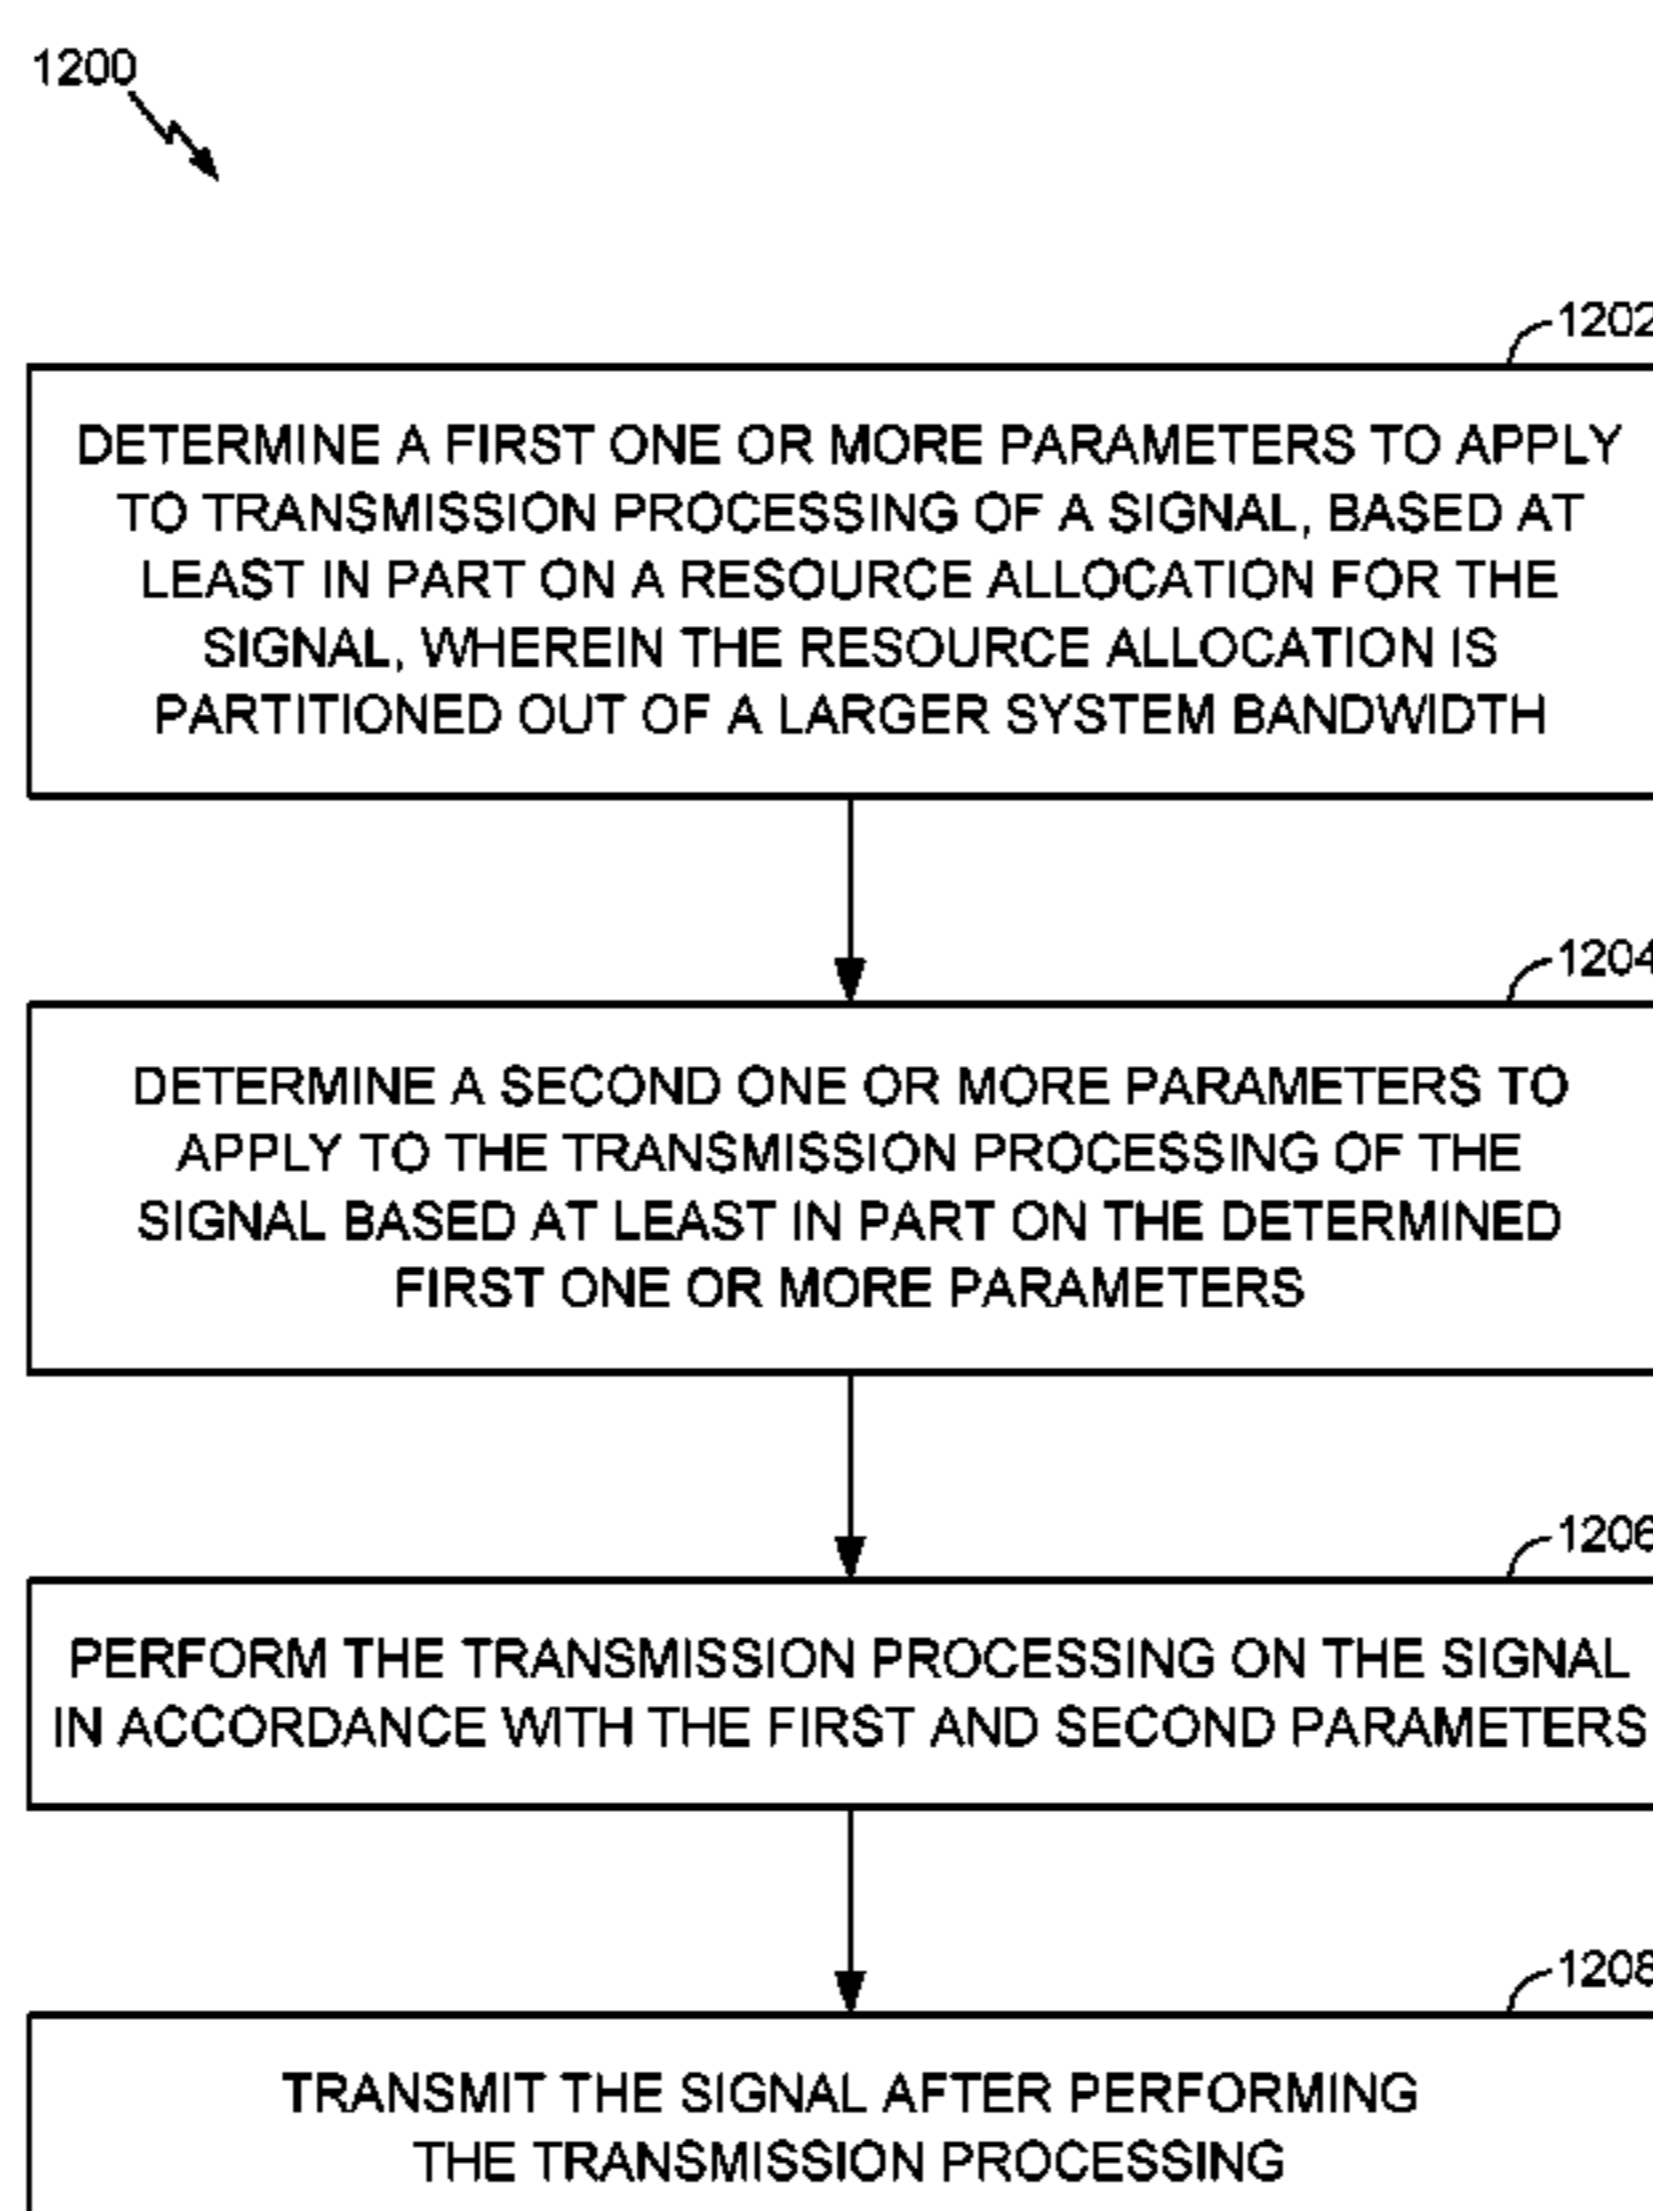 1200
1202
DETERMINE A FIRST ONE OR MORE PARAMETERS TO APPLY
TO TRANSMISSION PROCESSING OF A SIGNAL, BASED AT
LEAST IN PART ON A RESOURCE ALLOCATION FOR THE
SIGNAL, WHEREIN THE RESOURCE ALLOCATION IS
PARTITIONED OUT OF A LARGER SYSTEM BANDWIDTH
1204
DETERMINE A SECOND ONE OR MORE PARAMETERS TO
APPLY TO THE TRANSMISSION PROCESSING OF THE
SIGNAL BASED AT LEAST IN PART ON THE DETERMINED
FIRST ONE OR MORE PARAMETERS
1206
PERFORM THE TRANSMISSION PROCESSING ON THE SIGNAL
IN ACCORDANCE WITH THE FIRST AND SECOND PARAMETERS
1208
TRANSMIT THE SIGNAL AFTER PERFORMING
THE TRANSMISSION PROCESSING